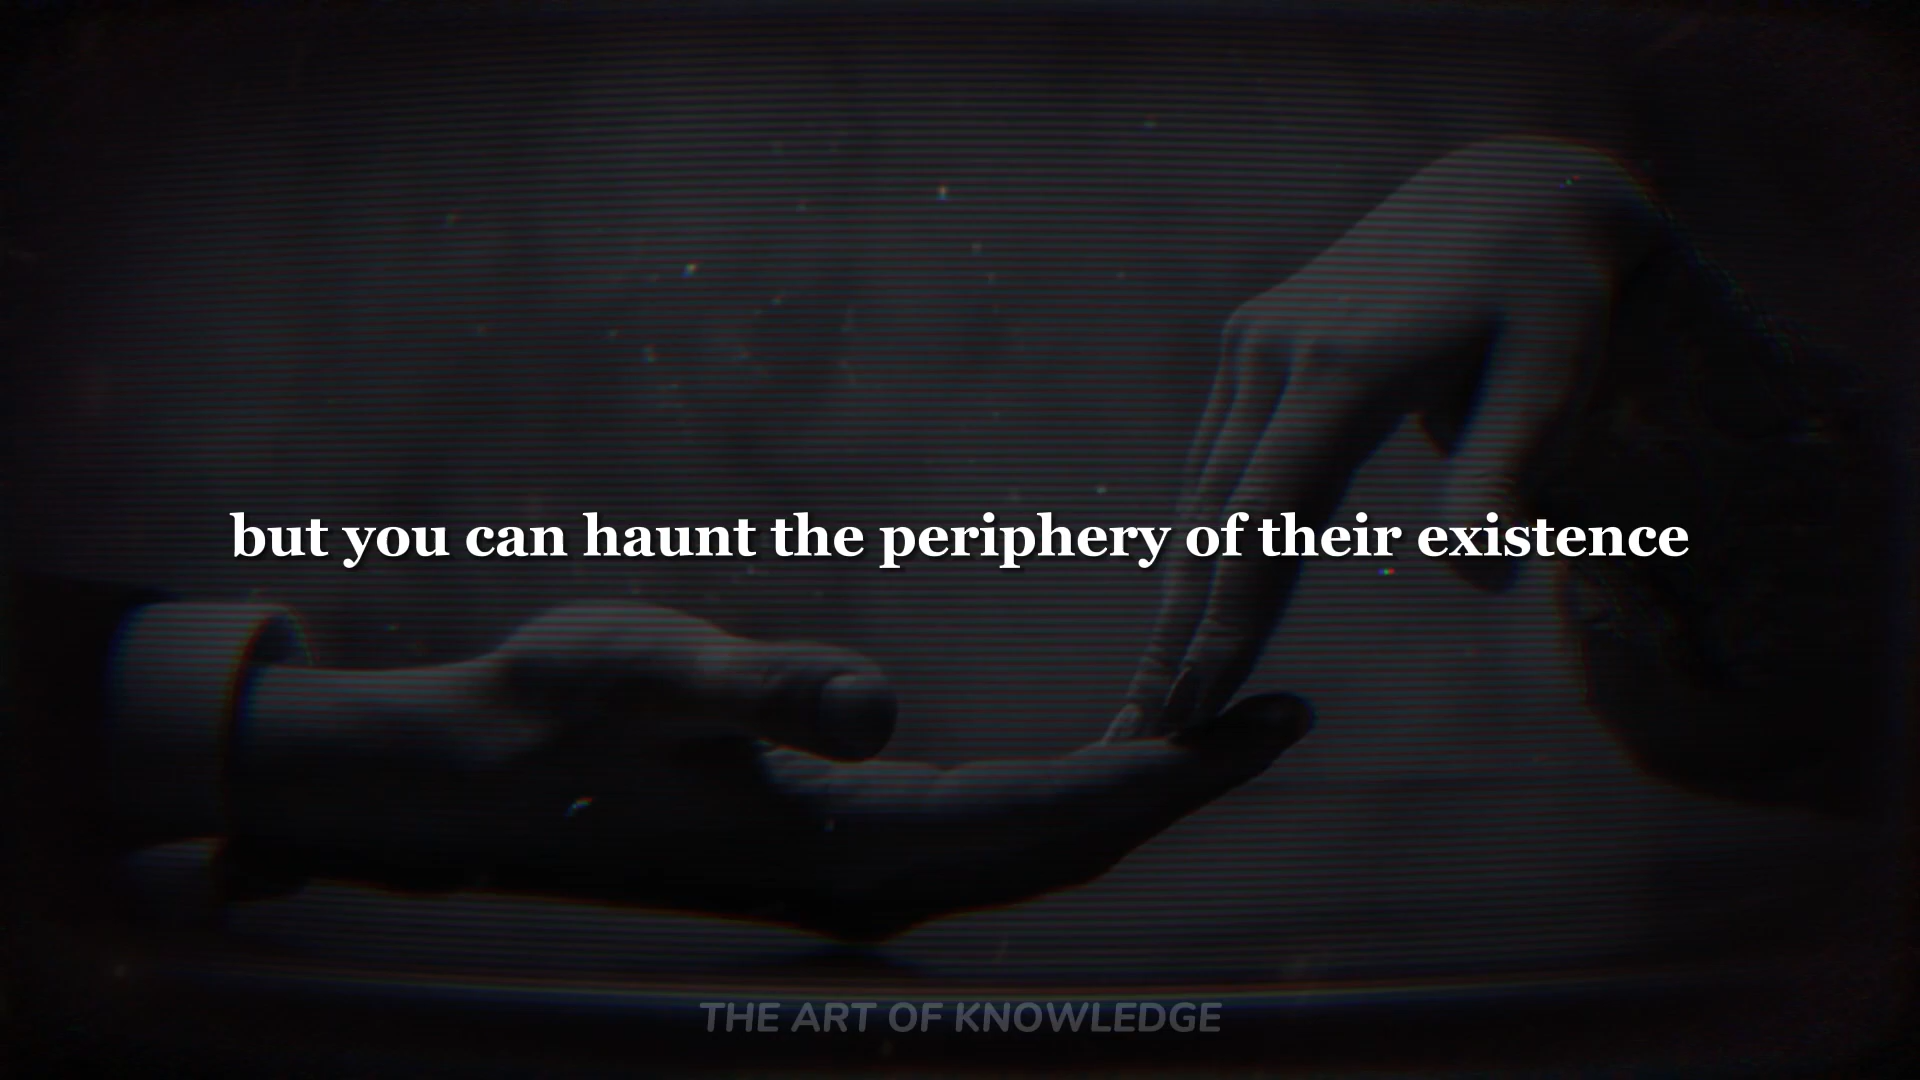 but you can haunt the periphery of their existence
THE ART OF KNOWLEDGE